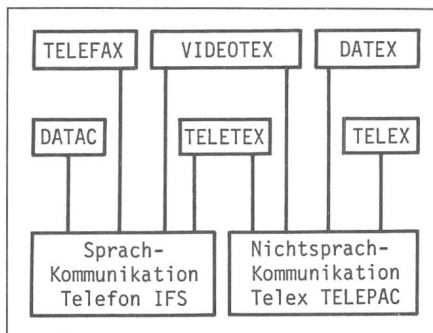 TELEFAX VIDEOTEX DATEX
DATAC TELETEX TELEX
Sprach-
Kommunikation
Telefon IFS
Nichtsprach-
Kommunikation
Telex TELEPAC